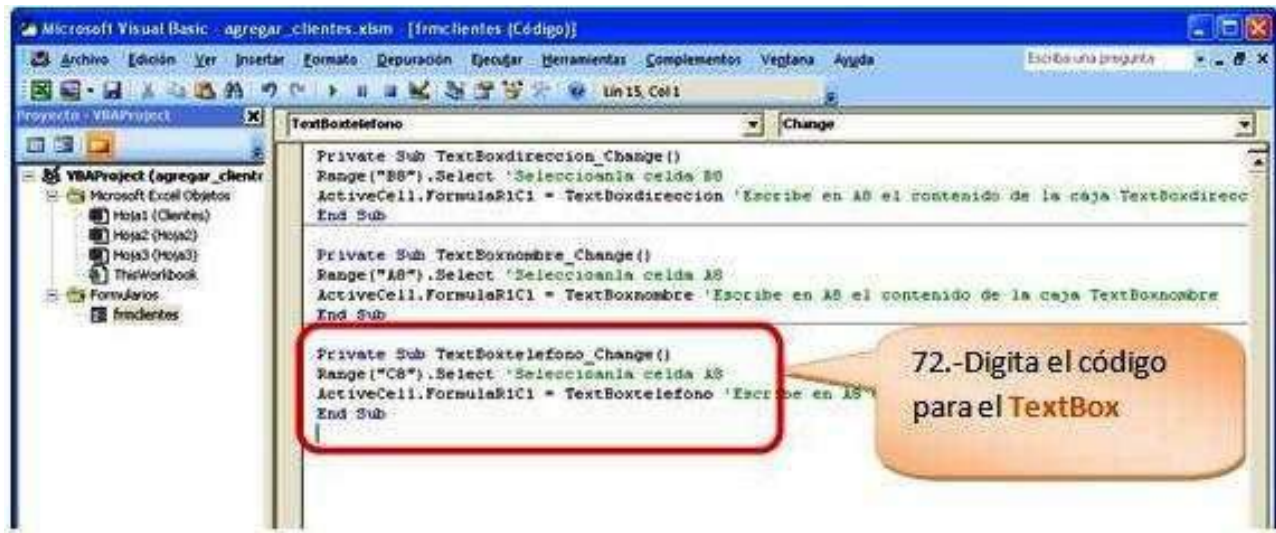 Microsoft Visual Basic - agregar_clientes.xlsm - [frmclientes (Código)]
Archivo Edición Ver Insertar Formato Depuración Ejecutar Herramientas Complementos Ventana Ayuda Escriba una pregunta
Lín 15, Col 1
Proyecto - VBAProject
TextBoxtelefono Change
VBAProject (agregar_cliente
Microsoft Excel Objetos
Hoja1 (Clientes)
Hoja2 (Hoja2)
Hoja3 (Hoja3)
ThisWorkbook
Formularios
frmclientes
Private Sub TextBoxdireccion_Change()
Range("B8").Select 'Seleccioanla celda B8
ActiveCell.FormulaR1C1 = TextBoxdireccion 'Escribe en A8 el contenido de la caja TextBoxdirecc
End Sub
Private Sub TextBoxnombre_Change()
Range("A8").Select 'Seleccioanla celda A8
ActiveCell.FormulaR1C1 = TextBoxnombre 'Escribe en A8 el contenido de la caja TextBoxnombre
End Sub
Private Sub TextBoxtelefono_Change()
Range("C8").Select 'Seleccioanla celda A8
ActiveCell.FormulaR1C1 = TextBoxtelefono 'Escribe en A8
End Sub
72.-Digita el código
para el TextBox